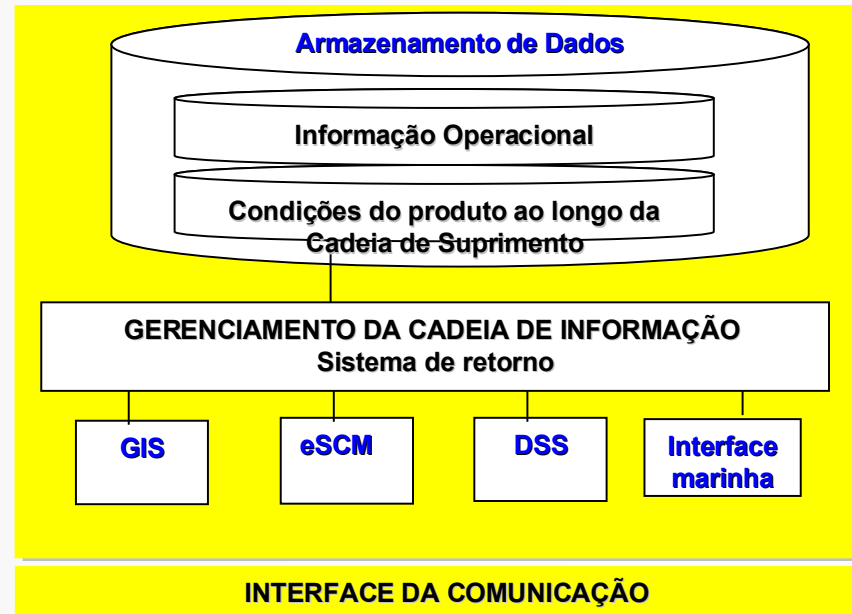 Armazenamento de Dados
Informação Operacional
Condições do produto ao longo da
Cadeia de Suprimento
GERENCIAMENTO DA CADEIA DE INFORMAÇÃO
Sistema de retorno
GIS
eSCM
DSS
Interface
marinha
INTERFACE DA COMUNICAÇÃO